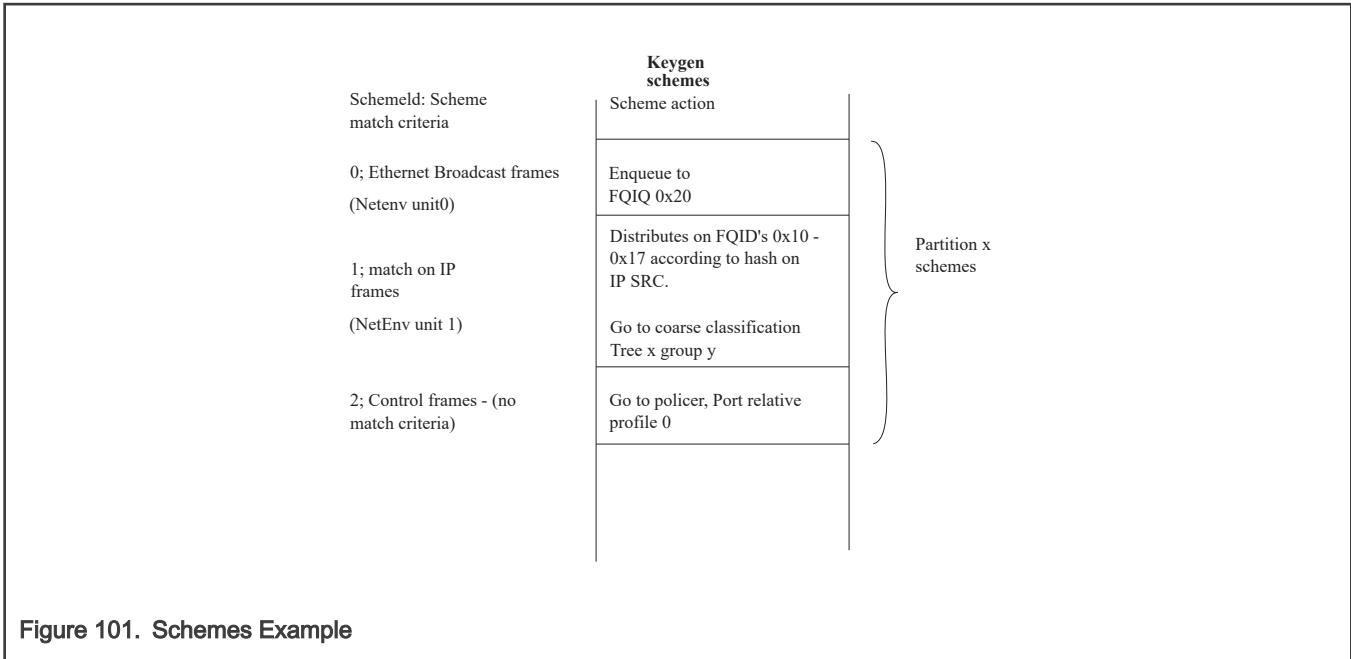 Keygen
schemes
Schemeld: Scheme
match criteria
Scheme action
0; Ethernet Broadcast frames
(Netenv unit0)
Enqueue to
FQIQ 0x20
1; match on IP
frames
(NetEnv unit 1)
Distributes on FQID's 0x10 -
0x17 according to hash on
IP SRC.
Go to coarse classification
Tree x group y
2; Control frames - (no
match criteria)
Go to policer, Port relative
profile 0
Partition x
schemes
Figure 101. Schemes Example